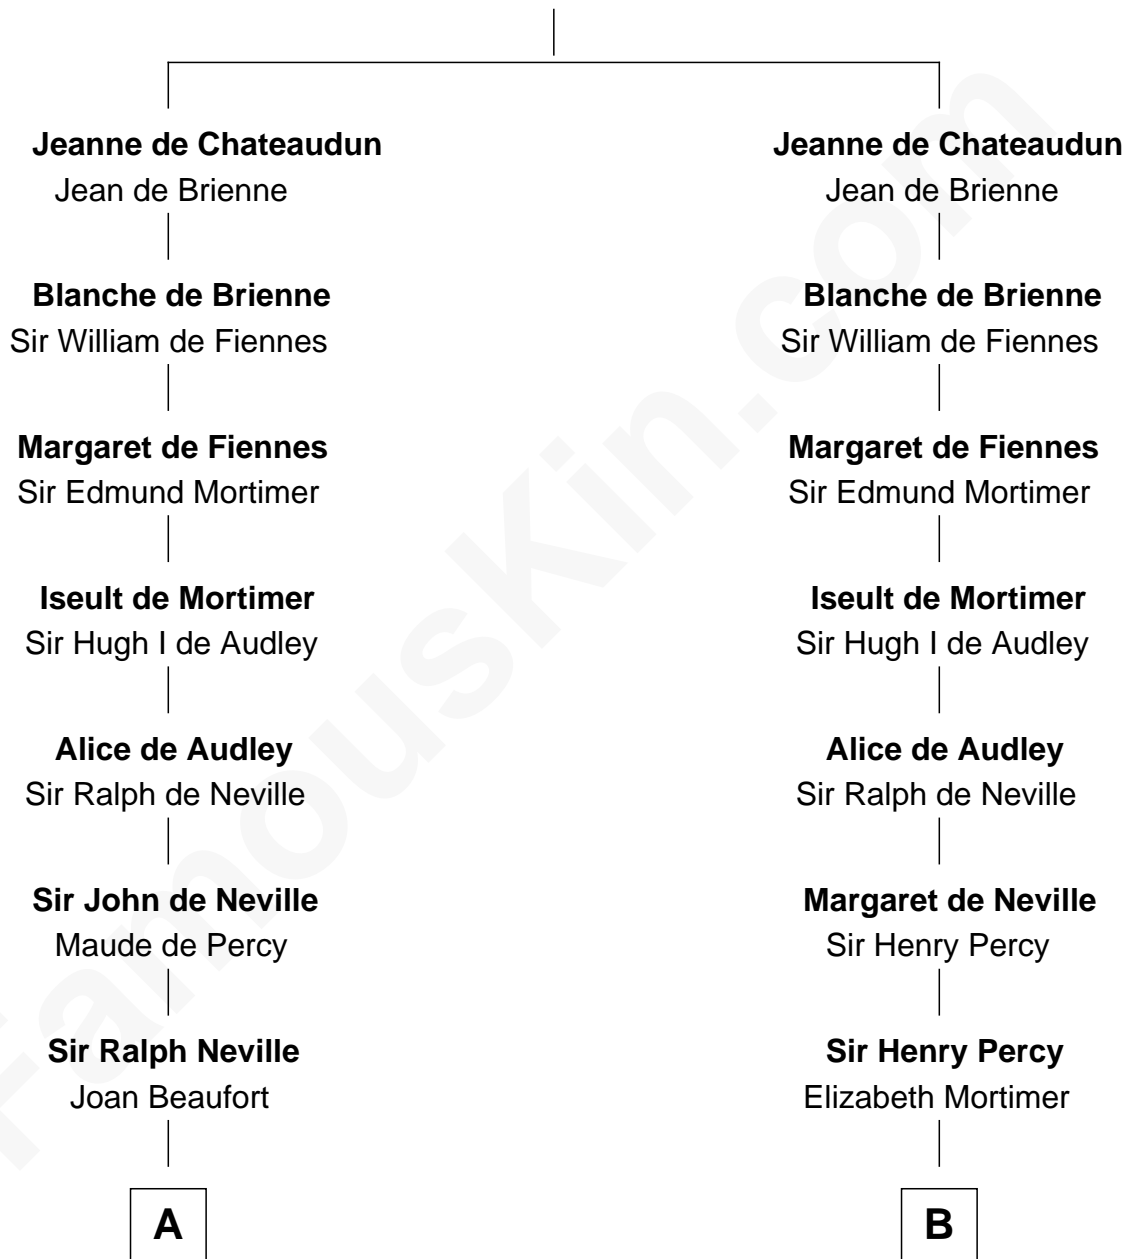 Jeanne de Chateaudun
Jean de Brienne
Blanche de Brienne
Sir William de Fiennes
Margaret de Fiennes
Sir Edmund Mortimer
Iseult de Mortimer
Sir Hugh I de Audley
Alice de Audley
Sir Ralph de Neville
Sir John de Neville
Maude de Percy
Sir Ralph Neville
Joan Beaufort
A
Jeanne de Chateaudun
Jean de Brienne
Blanche de Brienne
Sir William de Fiennes
Margaret de Fiennes
Sir Edmund Mortimer
Iseult de Mortimer
Sir Hugh I de Audley
Alice de Audley
Sir Ralph de Neville
Margaret de Neville
Sir Henry Percy
Sir Henry Percy
Elizabeth Mortimer
B
FamousKin.com